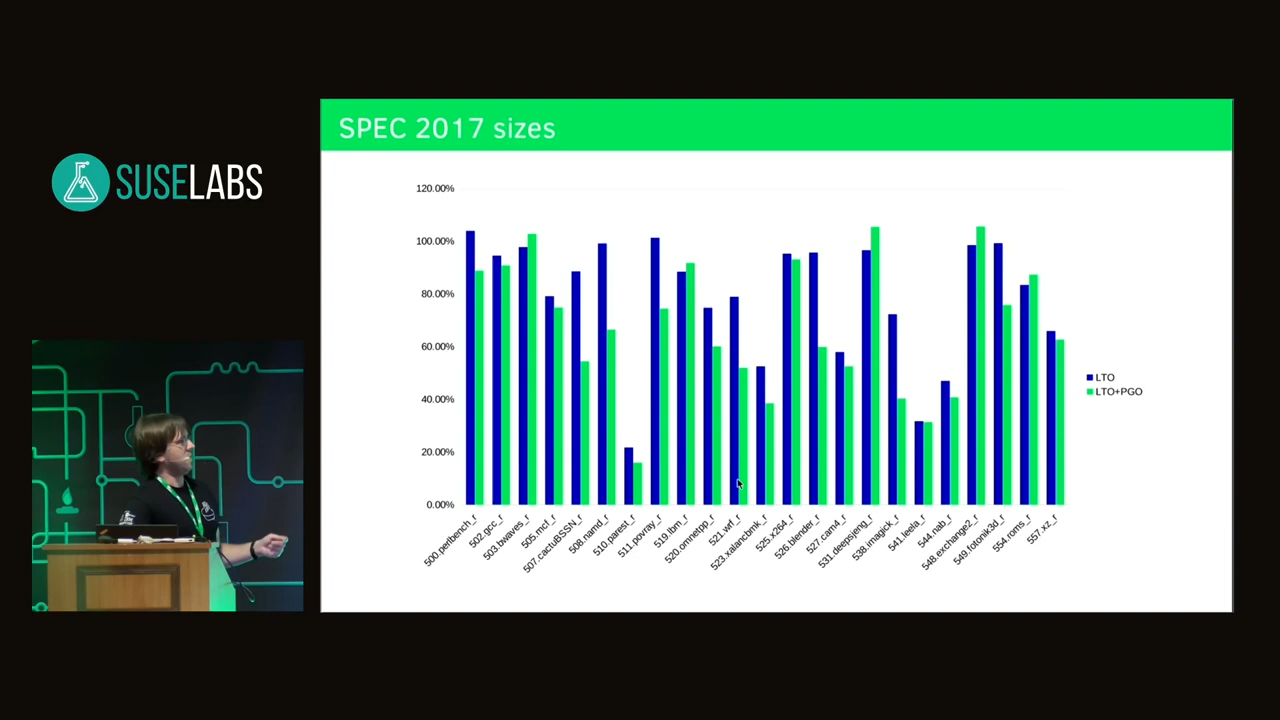 SPEC 2017 sizes
SUSELABS
120.00%
100.00%
80.00%
60.00%
40.00%
20.00%
0.00%
500.perlbench_r
502-gcc_r
503.bwaves_r
505.mcf_r
507.cactuBSSN_r
508.namd_r
510.parest_r
511.povray_r
519.lbm_r
520.omnetpp_r
521.wrf_r
523.xalancbmk_r
525.x264_r
526.blender_r
527.cam4_r
531.deepsjeng_r
538.imagick_r
541.leela_r
544.nab_r
548.exchange2_r
549.fotonik3d_r
554.roms_r
557.xz_r
LTO
LTO+PGO